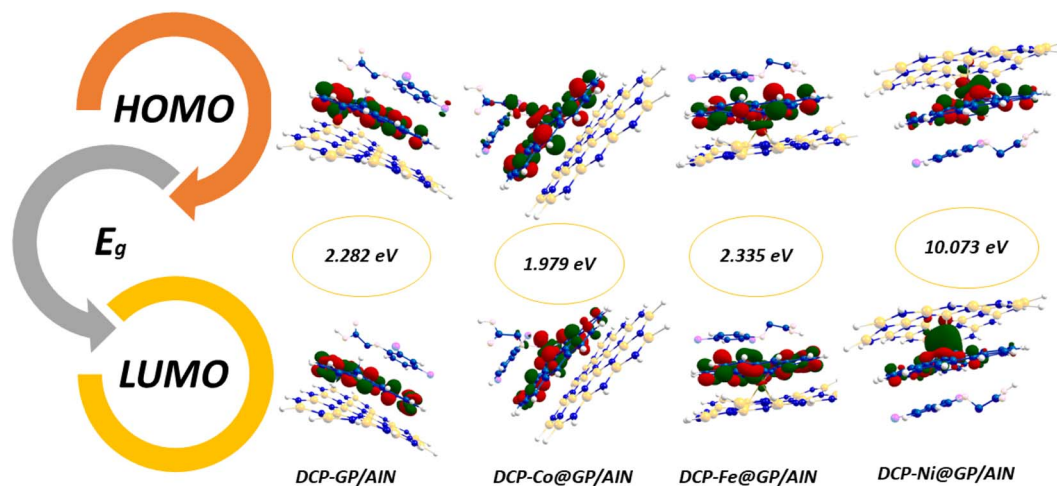 HOMO
Eg
2.282 eV
1.979 eV
2.335 eV
10.073 eV
LUMO
DCP-GP/AlN
DCP-Co@GP/AlN
DCP-Fe@GP/AlN
DCP-Ni@GP/AlN